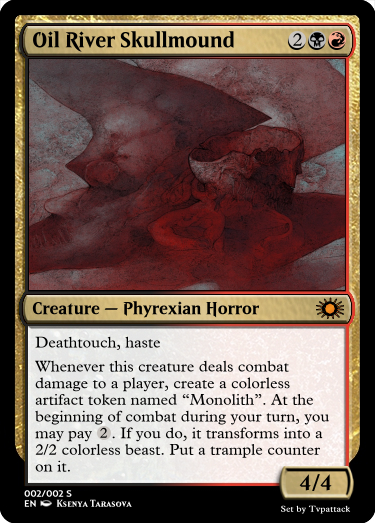 Oil River Skullmound 2
Creature — Phyrexian Horror
Deathtouch, haste
Whenever this creature deals combat
damage to a player, create a colorless
artifact token named “Monolith”. At the
beginning of combat during your turn, you
may pay 2. If you do, it transforms into a
2/2 colorless beast. Put a trample counter
on it.
4/4
002/002 S
EN Ksenya Tarasova
Set by Tvpattack